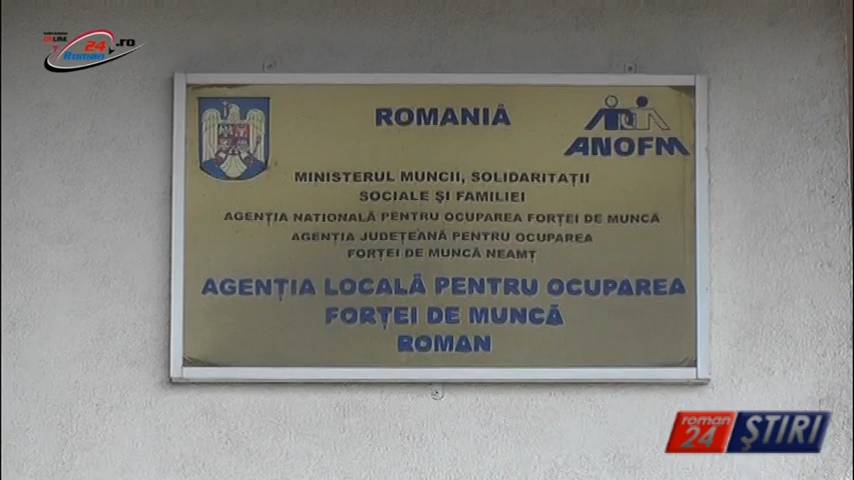 Roman 24 .ro
ROMANIA
ANOFM
MINISTERUL MUNCII, SOLIDARITAȚII
SOCIALE ŞI FAMILIEI
AGENȚIA NATIONALĂ PENTRU OCUPAREA FORȚEI DE MUNCĂ
AGENȚIA JUDEȚEANĂ PENTRU OCUPAREA
FORȚEI DE MUNCĂ NEAMȚ
AGENȚIA LOCALĂ PENTRU OCUPAREA
FORȚEI DE MUNCĂ
ROMAN
roman
24 ŞTIRI